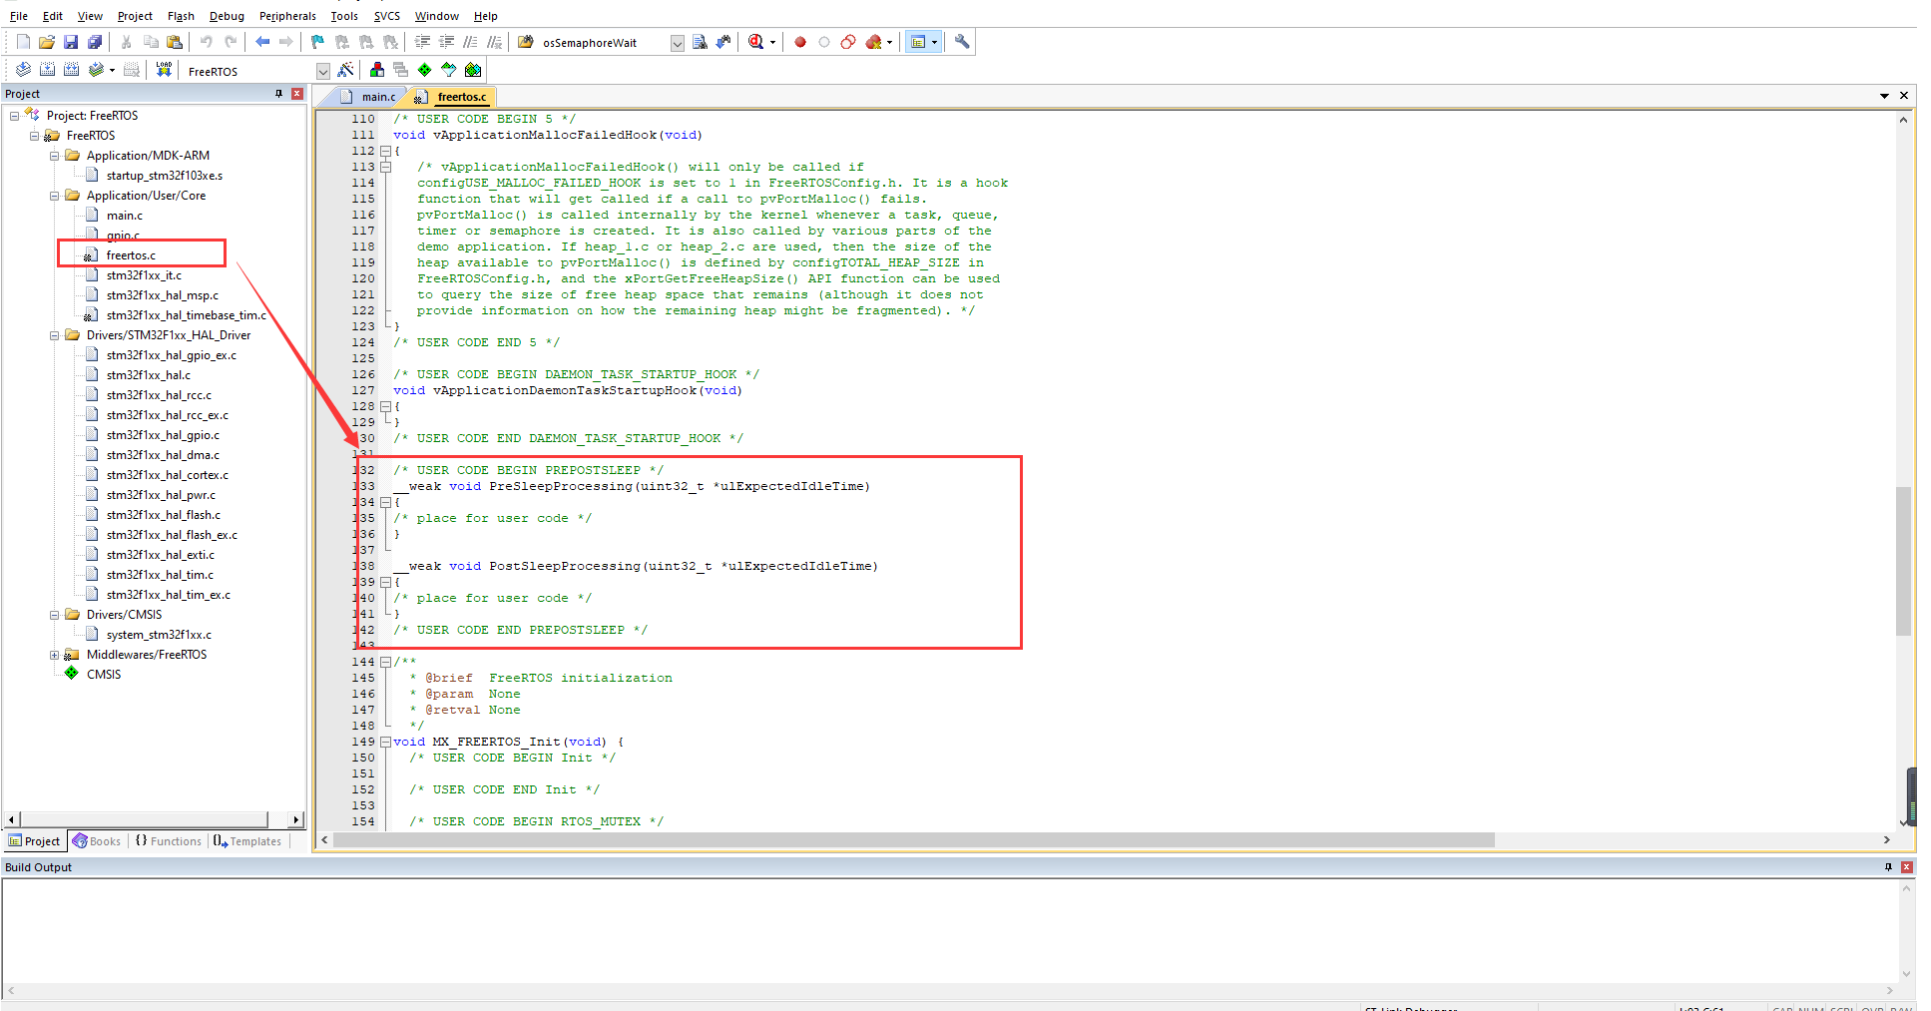 File Edit View Project Flash Debug Peripherals Tools SVCS Window Help
osSemaphoreWait
LOAD FreeRTOS
Project
main.c freertos.c
Project: FreeRTOS
FreeRTOS
Application/MDK-ARM
startup_stm32f103xe.s
Application/User/Core
main.c
gpio.c
freertos.c
stm32f1xx_it.c
stm32f1xx_hal_msp.c
stm32f1xx_hal_timebase_tim.c
Drivers/STM32F1xx_HAL_Driver
stm32f1xx_hal_gpio_ex.c
stm32f1xx_hal.c
stm32f1xx_hal_rcc.c
stm32f1xx_hal_rcc_ex.c
stm32f1xx_hal_gpio.c
stm32f1xx_hal_dma.c
stm32f1xx_hal_cortex.c
stm32f1xx_hal_pwr.c
stm32f1xx_hal_flash.c
stm32f1xx_hal_flash_ex.c
stm32f1xx_hal_exti.c
stm32f1xx_hal_tim.c
stm32f1xx_hal_tim_ex.c
Drivers/CMSIS
system_stm32f1xx.c
Middlewares/FreeRTOS
CMSIS
Project Books Functions Templates
110 /* USER CODE BEGIN 5 */
111 void vApplicationMallocFailedHook(void)
112 {
113 /* vApplicationMallocFailedHook() will only be called if
114 configUSE_MALLOC_FAILED_HOOK is set to 1 in FreeRTOSConfig.h. It is a hook
115 function that will get called if a call to pvPortMalloc() fails.
116 pvPortMalloc() is called internally by the kernel whenever a task, queue,
117 timer or semaphore is created. It is also called by various parts of the
118 demo application. If heap_1.c or heap_2.c are used, then the size of the
119 heap available to pvPortMalloc() is defined by configTOTAL_HEAP_SIZE in
120 FreeRTOSConfig.h, and the xPortGetFreeHeapSize() API function can be used
121 to query the size of free heap space that remains (although it does not
122 provide information on how the remaining heap might be fragmented). */
123 }
124 /* USER CODE END 5 */
125
126 /* USER CODE BEGIN DAEMON_TASK_STARTUP_HOOK */
127 void vApplicationDaemonTaskStartupHook(void)
128 {
129 }
130 /* USER CODE END DAEMON_TASK_STARTUP_HOOK */
131
132 /* USER CODE BEGIN PREPOSTSLEEP */
133 __weak void PreSleepProcessing(uint32_t *ulExpectedIdleTime)
134 {
135 /* place for user code */
136 }
137
138 __weak void PostSleepProcessing(uint32_t *ulExpectedIdleTime)
139 {
140 /* place for user code */
141 }
142 /* USER CODE END PREPOSTSLEEP */
143
144 /**
145 * @brief FreeRTOS initialization
146 * @param None
147 * @retval None
148 */
149 void MX_FREERTOS_Init(void) {
150 /* USER CODE BEGIN Init */
151
152 /* USER CODE END Init */
153
154 /* USER CODE BEGIN RTOS_MUTEX */
Build Output